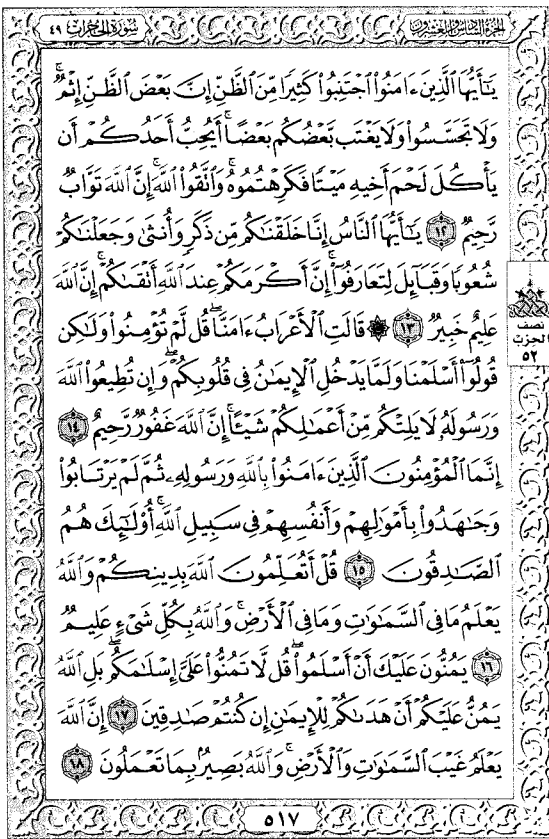 الجزء السادس والعشرون
سورة الحجرات ٤٩
يَـٰٓأَيُّهَا ٱلَّذِينَ ءَامَنُوا۟ ٱجْتَنِبُوا۟ كَثِيرًا مِّنَ ٱلظَّنِّ إِنَّ بَعْضَ ٱلظَّنِّ إِثْمٌ ۖ
وَلَا تَجَسَّسُوا۟ وَلَا يَغْتَب بَّعْضُكُم بَعْضًا ۚ أَيُحِبُّ أَحَدُكُمْ أَن
يَأْكُلَ لَحْمَ أَخِيهِ مَيْتًا فَكَرِهْتُمُوهُ ۚ وَٱتَّقُوا۟ ٱللَّهَ ۚ إِنَّ ٱللَّهَ تَوَّابٌ
رَّحِيمٌ ١٢ يَـٰٓأَيُّهَا ٱلنَّاسُ إِنَّا خَلَقْنَـٰكُم مِّن ذَكَرٍ وَأُنثَىٰ وَجَعَلْنَـٰكُمْ
شُعُوبًا وَقَبَآئِلَ لِتَعَارَفُوٓا۟ ۚ إِنَّ أَكْرَمَكُمْ عِندَ ٱللَّهِ أَتْقَىٰكُمْ ۚ إِنَّ ٱللَّهَ
عَلِيمٌ خَبِيرٌ ١٣ ۞ قَالَتِ ٱلْأَعْرَابُ ءَامَنَّا ۖ قُل لَّمْ تُؤْمِنُوا۟ وَلَـٰكِن
قُولُوٓا۟ أَسْلَمْنَا وَلَمَّا يَدْخُلِ ٱلْإِيمَـٰنُ فِى قُلُوبِكُمْ ۖ وَإِن تُطِيعُوا۟ ٱللَّهَ
وَرَسُولَهُۥ لَا يَلِتْكُم مِّنْ أَعْمَـٰلِكُمْ شَيْـًٔا ۚ إِنَّ ٱللَّهَ غَفُورٌ رَّحِيمٌ ١٤
إِنَّمَا ٱلْمُؤْمِنُونَ ٱلَّذِينَ ءَامَنُوا۟ بِٱللَّهِ وَرَسُولِهِۦ ثُمَّ لَمْ يَرْتَابُوا۟
وَجَـٰهَدُوا۟ بِأَمْوَٰلِهِمْ وَأَنفُسِهِمْ فِى سَبِيلِ ٱللَّهِ ۚ أُو۟لَـٰٓئِكَ هُمُ
ٱلصَّـٰدِقُونَ ١٥ قُلْ أَتُعَلِّمُونَ ٱللَّهَ بِدِينِكُمْ وَٱللَّهُ
يَعْلَمُ مَا فِى ٱلسَّمَـٰوَٰتِ وَمَا فِى ٱلْأَرْضِ ۚ وَٱللَّهُ بِكُلِّ شَىْءٍ عَلِيمٌ
١٦ يَمُنُّونَ عَلَيْكَ أَنْ أَسْلَمُوا۟ ۖ قُل لَّا تَمُنُّوا۟ عَلَىَّ إِسْلَـٰمَكُم ۖ بَلِ ٱللَّهُ
يَمُنُّ عَلَيْكُمْ أَنْ هَدَىٰكُمْ لِلْإِيمَـٰنِ إِن كُنتُمْ صَـٰدِقِينَ ١٧ إِنَّ ٱللَّهَ
يَعْلَمُ غَيْبَ ٱلسَّمَـٰوَٰتِ وَٱلْأَرْضِ ۚ وَٱللَّهُ بَصِيرٌۢ بِمَا تَعْمَلُونَ ١٨
نصف
الحزب
٥٢
٥١٧